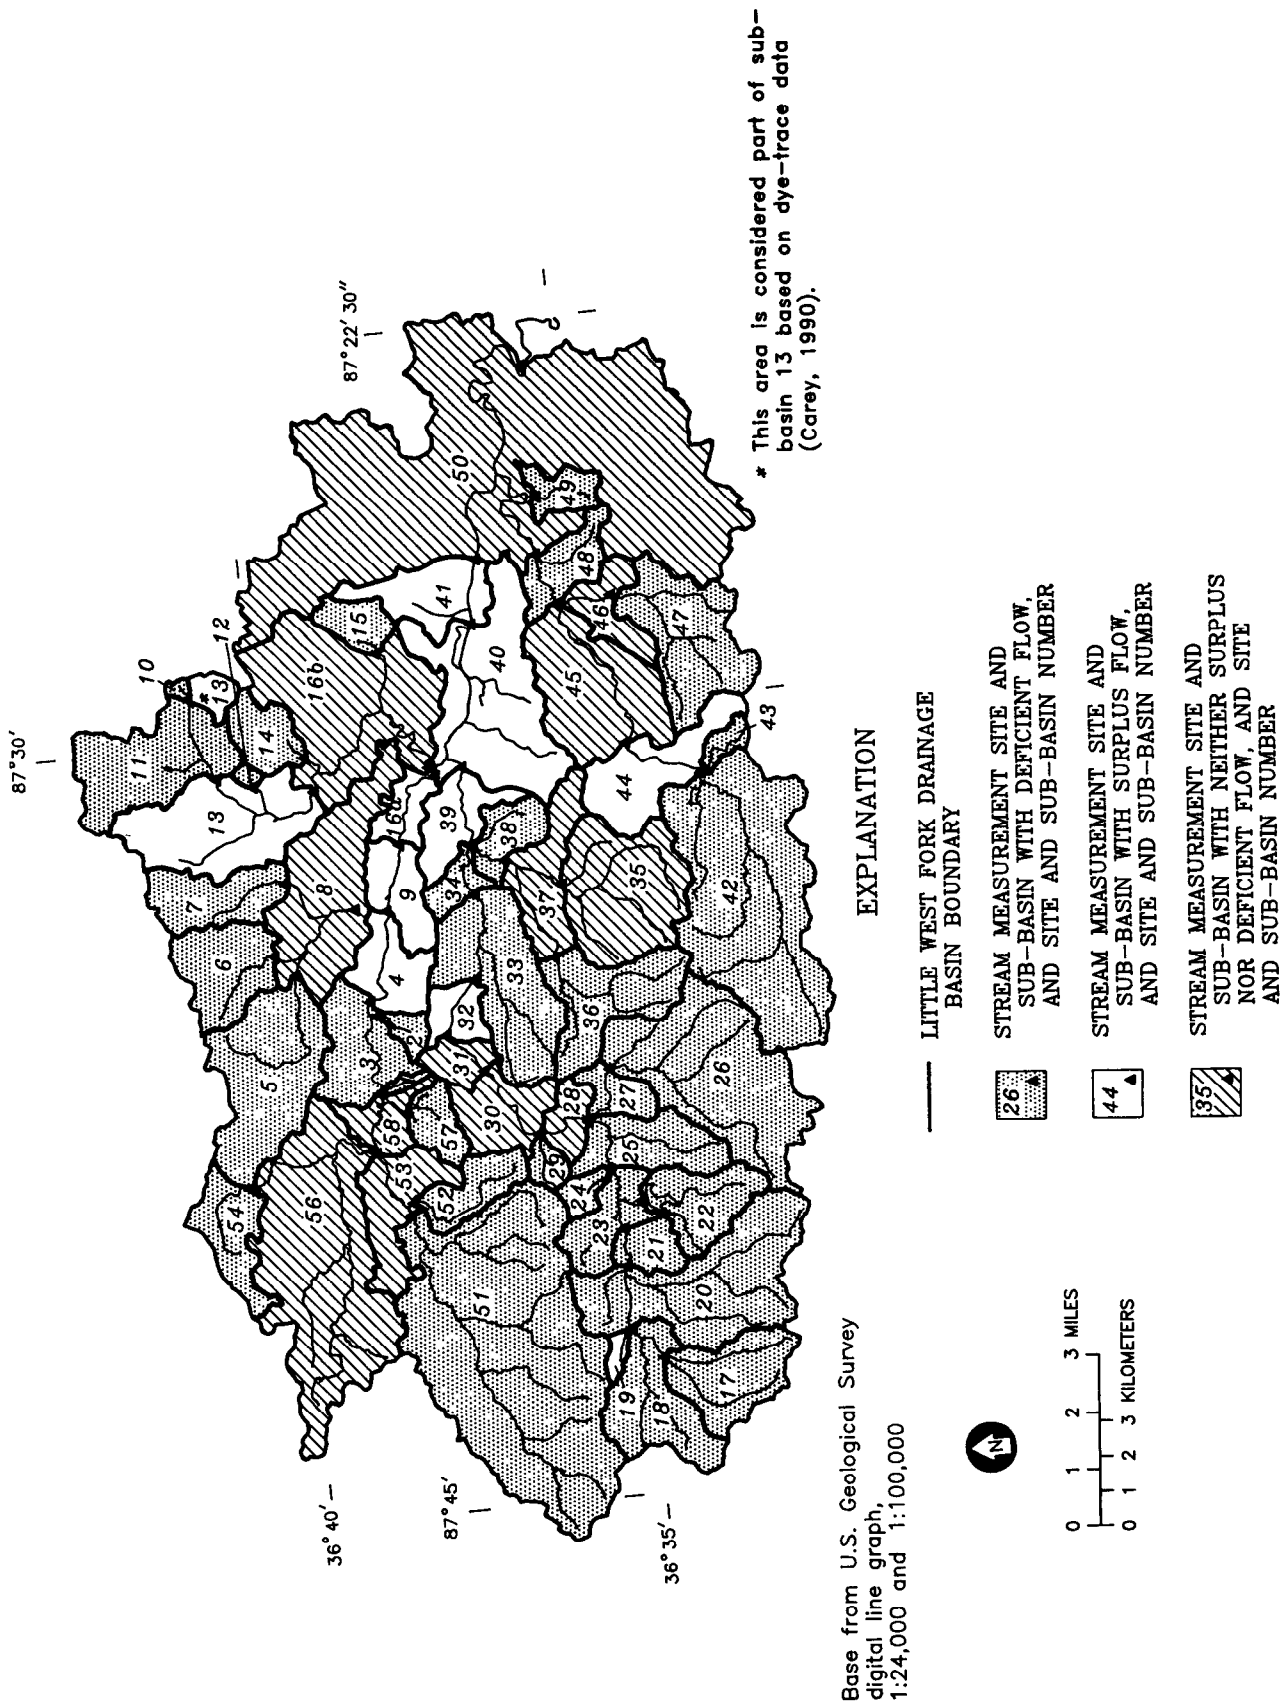 87° 30'
87° 22' 30"
36° 40'
87° 45'
36° 35'
10
12
11
*
13
14
13
7
6
5
54
8
16b
15
41
50
16a
9
4
3
2
39
40
38
34
33
32
31
30
58
57
53
56
52
51
49
48
46
47
45
44
43
37
35
42
36
28
27
26
29
25
24
23
22
21
20
19
18
17
* This area is considered part of sub-
basin 13 based on dye-trace data
(Carey, 1990).
Base from U.S. Geological Survey
digital line graph,
1:24,000 and 1:100,000
N
0 1 2 3 MILES
0 1 2 3 KILOMETERS
EXPLANATION
LITTLE WEST FORK DRAINAGE
BASIN BOUNDARY
26
STREAM MEASUREMENT SITE AND
SUB-BASIN WITH DEFICIENT FLOW,
AND SITE AND SUB-BASIN NUMBER
44
STREAM MEASUREMENT SITE AND
SUB-BASIN WITH SURPLUS FLOW,
AND SITE AND SUB-BASIN NUMBER
35
STREAM MEASUREMENT SITE AND
SUB-BASIN WITH NEITHER SURPLUS
NOR DEFICIENT FLOW, AND SITE
AND SUB-BASIN NUMBER